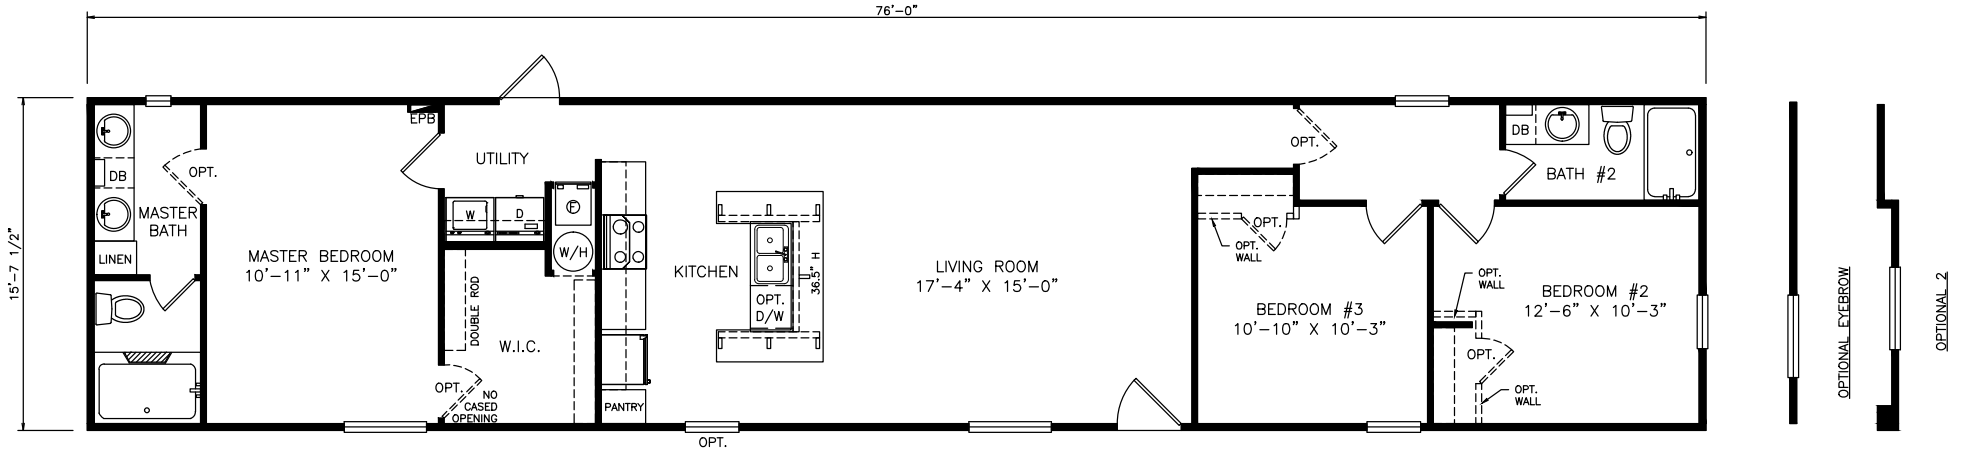 76'-0"
15'-7 1/2"
EPB
OPT.
DB
MASTER
BATH
LINEN
MASTER BEDROOM
10'-11" X 15'-0"
UTILITY
W
D
F
W/H
DOUBLE ROD
W.I.C.
OPT.
NO
CASED
OPENING
PANTRY
KITCHEN
OPT.
D/W
36.5" H
OPT.
LIVING ROOM
17'-4" X 15'-0"
OPT.
OPT.
OPT.
WALL
BEDROOM #3
10'-10" X 10'-3"
DB
BATH #2
OPT.
WALL
BEDROOM #2
12'-6" X 10'-3"
OPT.
OPT.
WALL
OPTIONAL EYEBROW
OPTIONAL 2